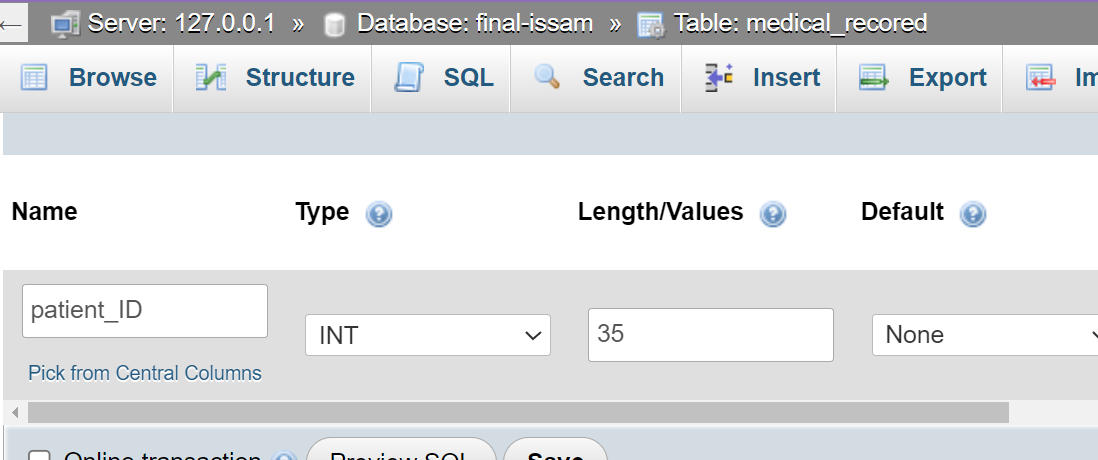 ← Server: 127.0.0.1 » Database: final-issam » Table: medical_recored
Browse Structure SQL Search Insert Export Im
Name Type Length/Values Default
patient_ID INT 35 None
Pick from Central Columns
Online transaction Preview SQL Save